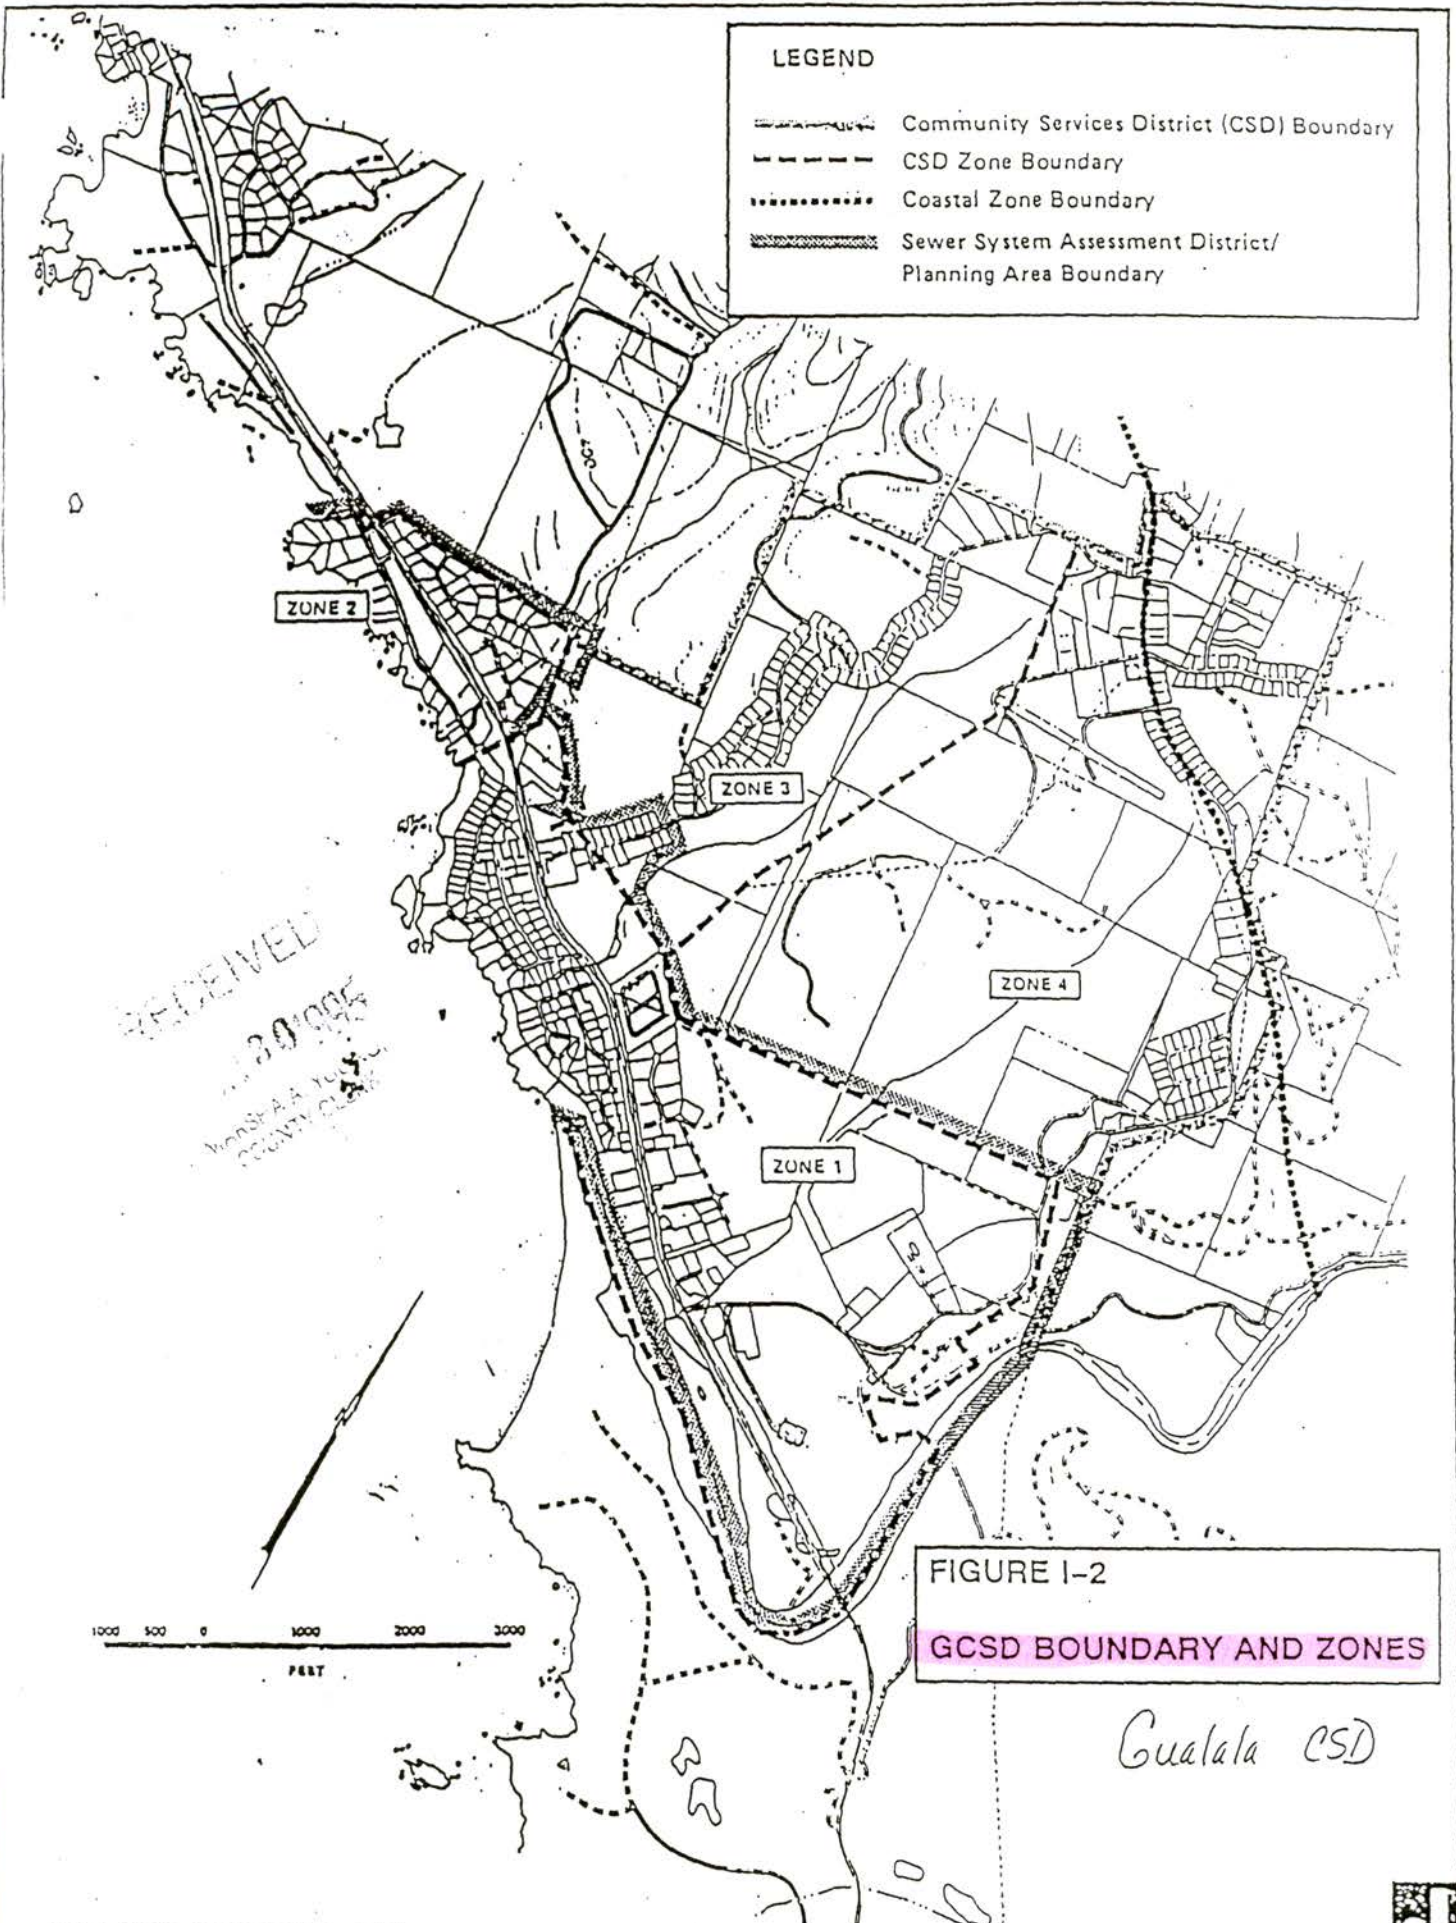 LEGEND
Community Services District (CSD) Boundary
CSD Zone Boundary
Coastal Zone Boundary
Sewer System Assessment District/
Planning Area Boundary
ZONE 2
ZONE 3
ZONE 4
RECEIVED
COUNTY CLERK
ZONE 1
FIGURE I-2
GCSD BOUNDARY AND ZONES
1000 500 0 1000 2000 3000
FEET
Gualala CSD